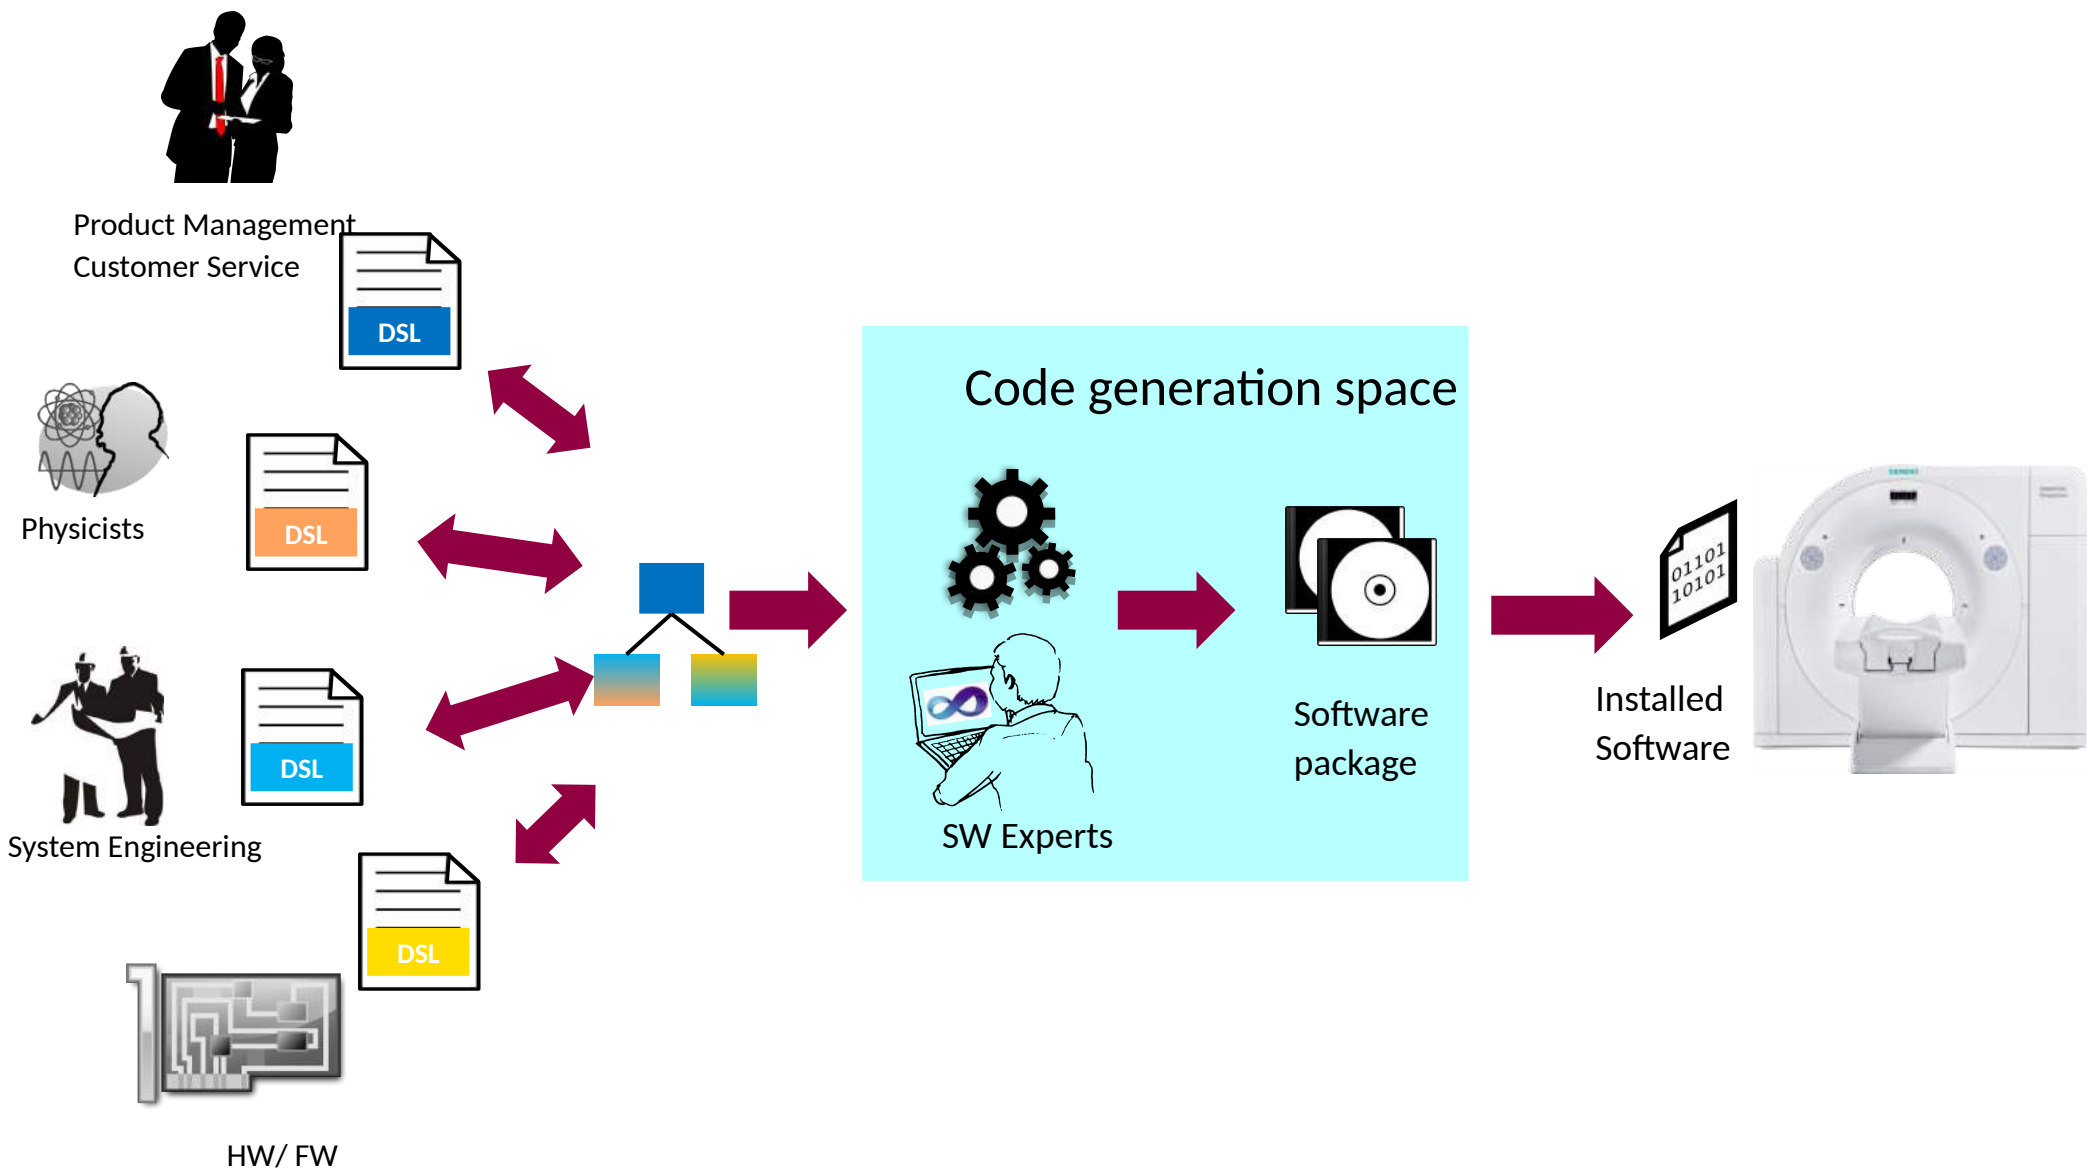 Product Management
Customer Service
DSL
Physicists
DSL
System Engineering
DSL
DSL
HW/ FW
Code generation space
SW Experts
Software
package
01101
10101
Installed
Software
SIEMENS